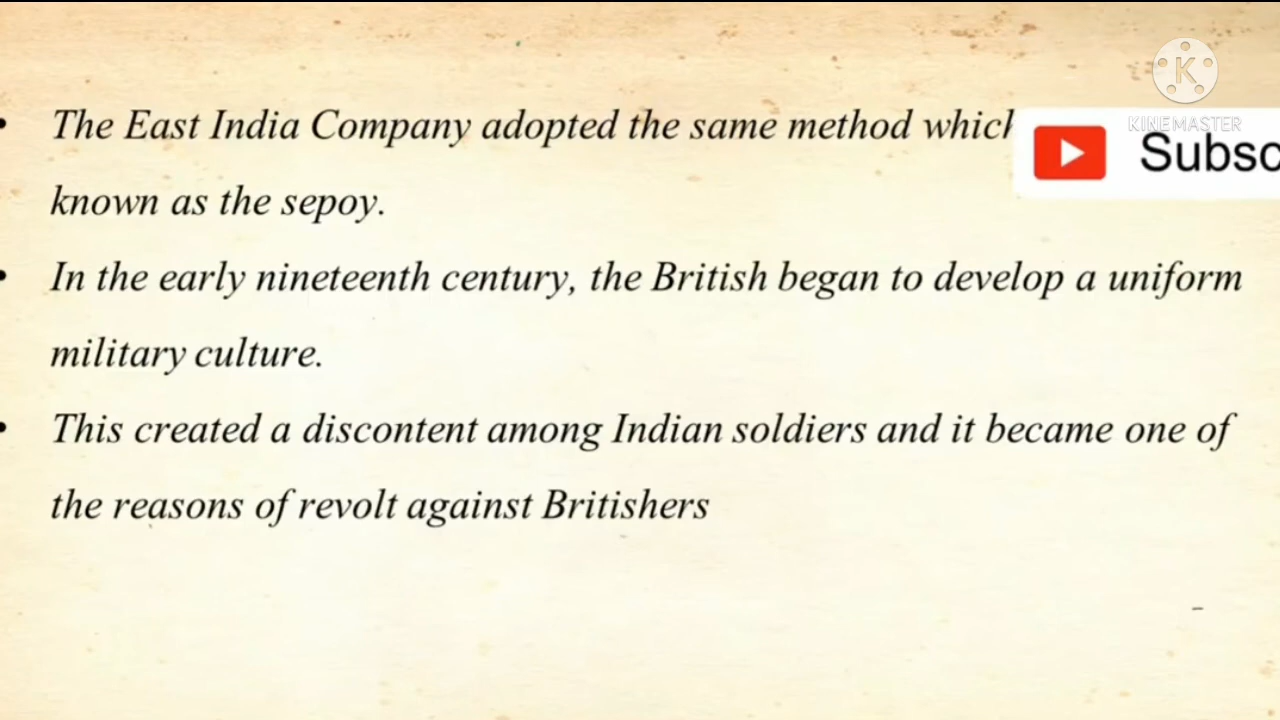 • The East India Company adopted the same method which
known as the sepoy.
• In the early nineteenth century, the British began to develop a uniform
military culture.
• This created a discontent among Indian soldiers and it became one of
the reasons of revolt against Britishers
K
KINEMASTER
Subsc